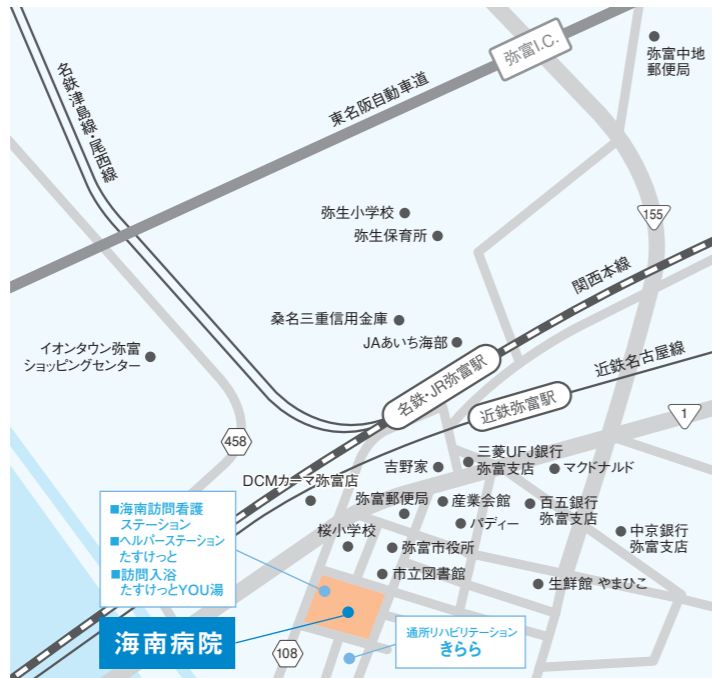 弥富I.C.
弥富中地
郵便局
名鉄津島線・尾西線
東名阪自動車道
155
弥生小学校
弥生保育所
関西本線
桑名三重信用金庫
JAあいち海部
イオンタウン弥富
ショッピングセンター
名鉄・JR弥富駅
近鉄名古屋線
近鉄弥富駅
1
458
吉野家
三菱UFJ銀行
弥富支店
マクドナルド
DCMカーマ弥富店
弥富郵便局
産業会館
百五銀行
弥富支店
パディー
中京銀行
弥富支店
桜小学校
弥富市役所
市立図書館
生鮮館 やまひこ
■海南訪問看護
ステーション
■ヘルパーステーション
たすけっと
■訪問入浴
たすけっとYOU湯
海南病院
108
通所リハビリテーション
きらら